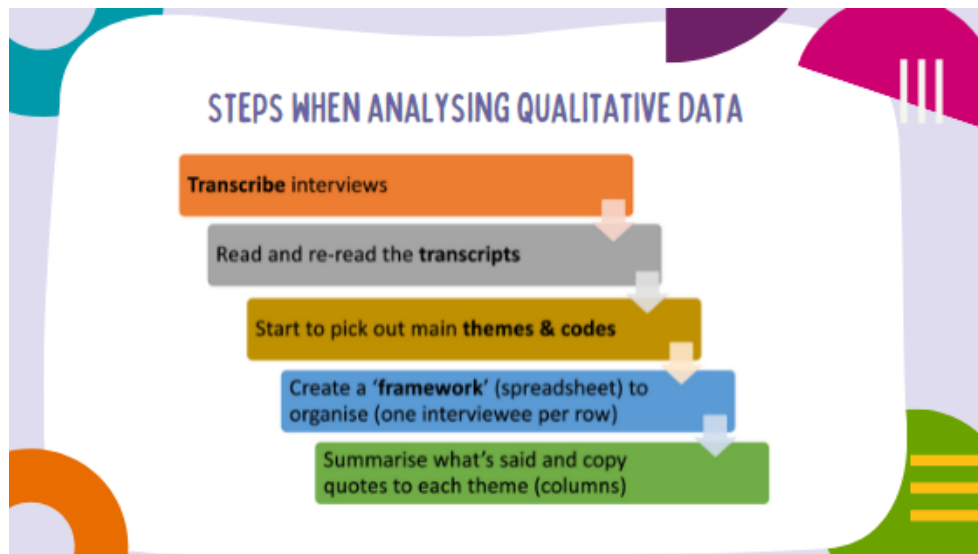 STEPS WHEN ANALYSING QUALITATIVE DATA
Transcribe interviews
Read and re-read the transcripts
Start to pick out main themes & codes
Create a ‘framework’ (spreadsheet) to
organise (one interviewee per row)
Summarise what's said and copy
quotes to each theme (columns)